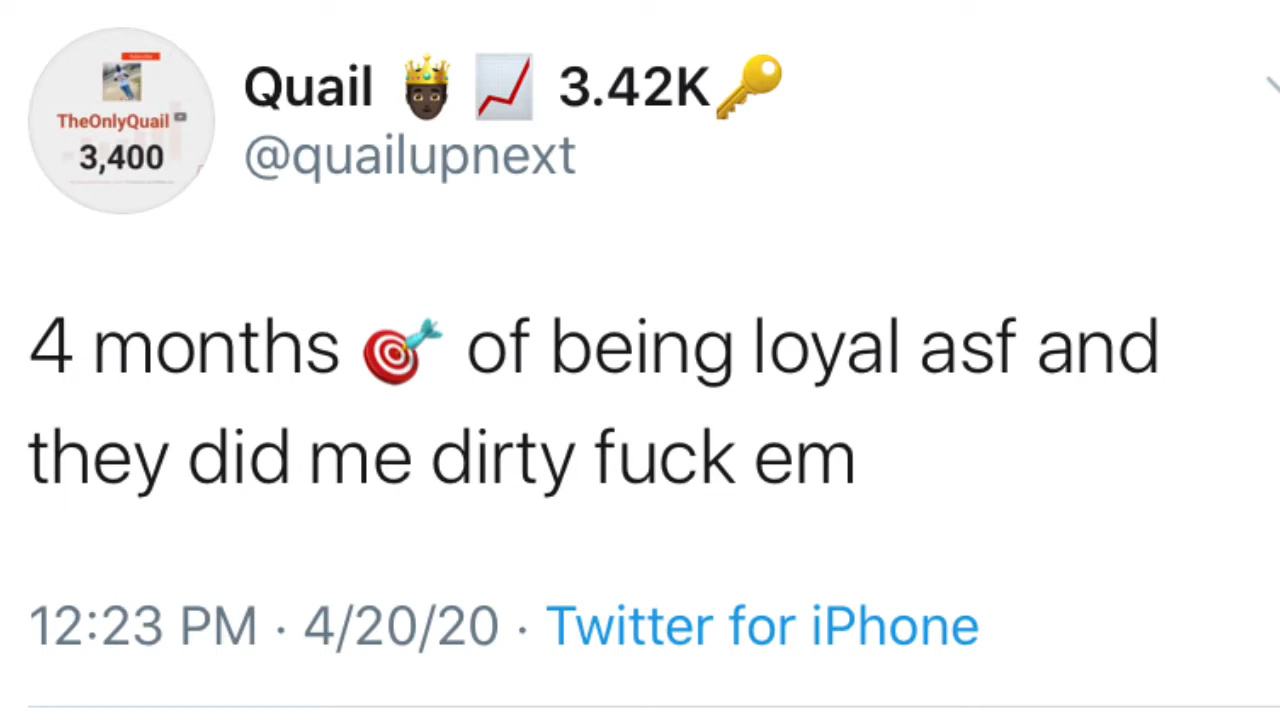 Quail 🤴🏿 📈 3.42K🔑
@quailupnext
TheOnlyQuail
3,400
4 months 🎯 of being loyal asf and
they did me dirty fuck em
12:23 PM · 4/20/20 · Twitter for iPhone